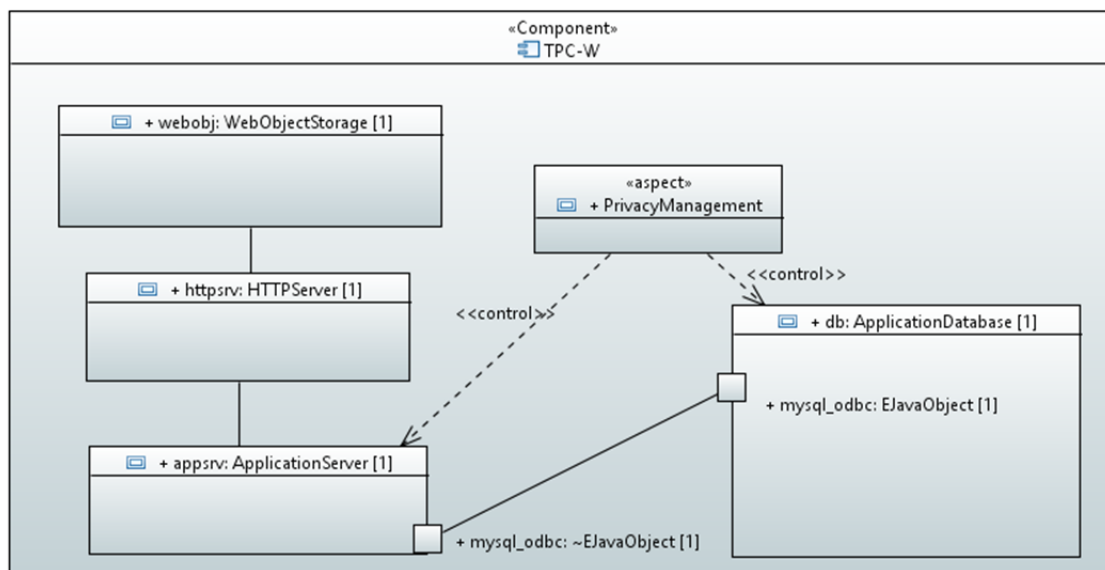 «Component»
TPC-W
+ webobj: WebObjectStorage [1]
«aspect»
+ PrivacyManagement
+ httpsrv: HTTPServer [1]
<<control>>
<<control>>
+ db: ApplicationDatabase [1]
+ mysql_odbc: EJavaObject [1]
+ appsrv: ApplicationServer [1]
+ mysql_odbc: ~EJavaObject [1]